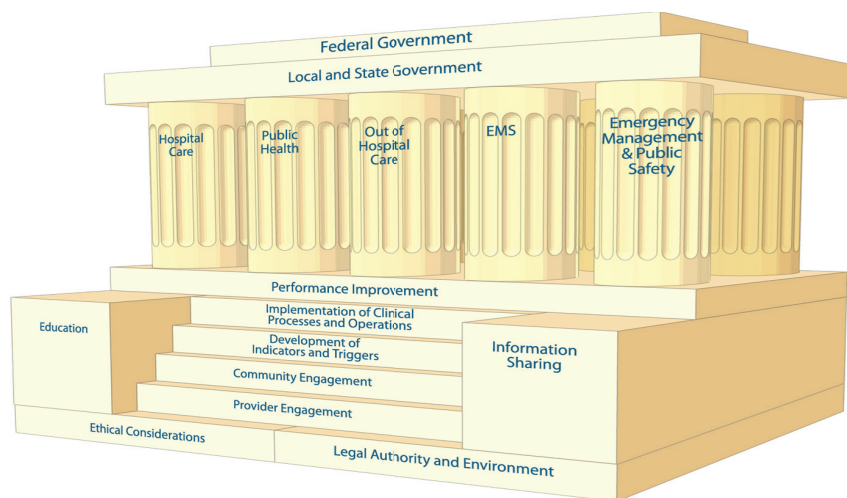 Federal Government
Local and State Government
Hospital
Care
Public
Health
Out of
Hospital
Care
EMS
Emergency
Management
& Public
Safety
Performance Improvement
Implementation of Clinical
Processes and Operations
Education
Development of
Indicators and Triggers
Information
Sharing
Community Engagement
Provider Engagement
Ethical Considerations
Legal Authority and Environment